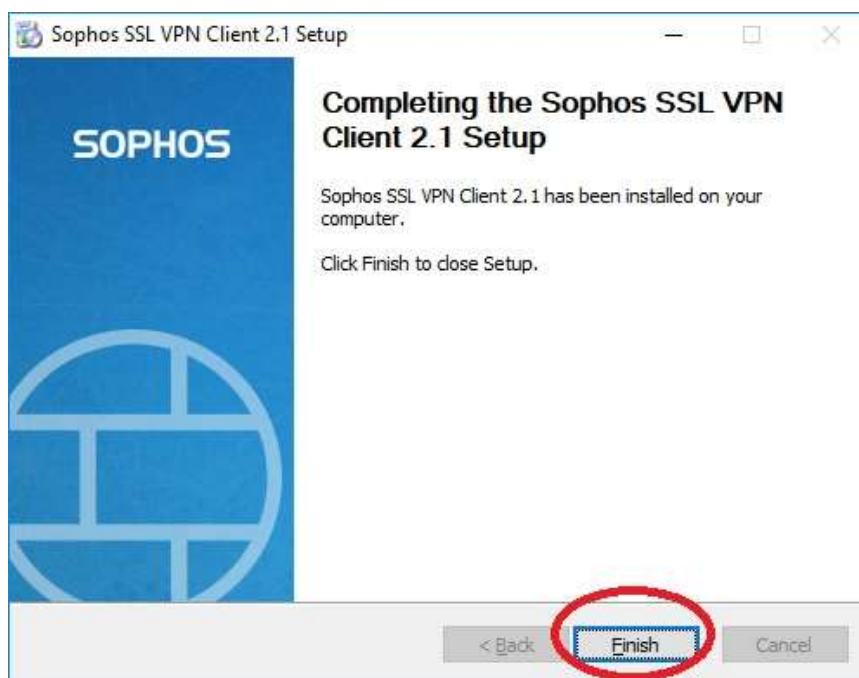 Sophos SSL VPN Client 2.1 Setup
SOPHOS
Completing the Sophos SSL VPN
Client 2.1 Setup
Sophos SSL VPN Client 2.1 has been installed on your
computer.
Click Finish to close Setup.
< Back
Finish
Cancel